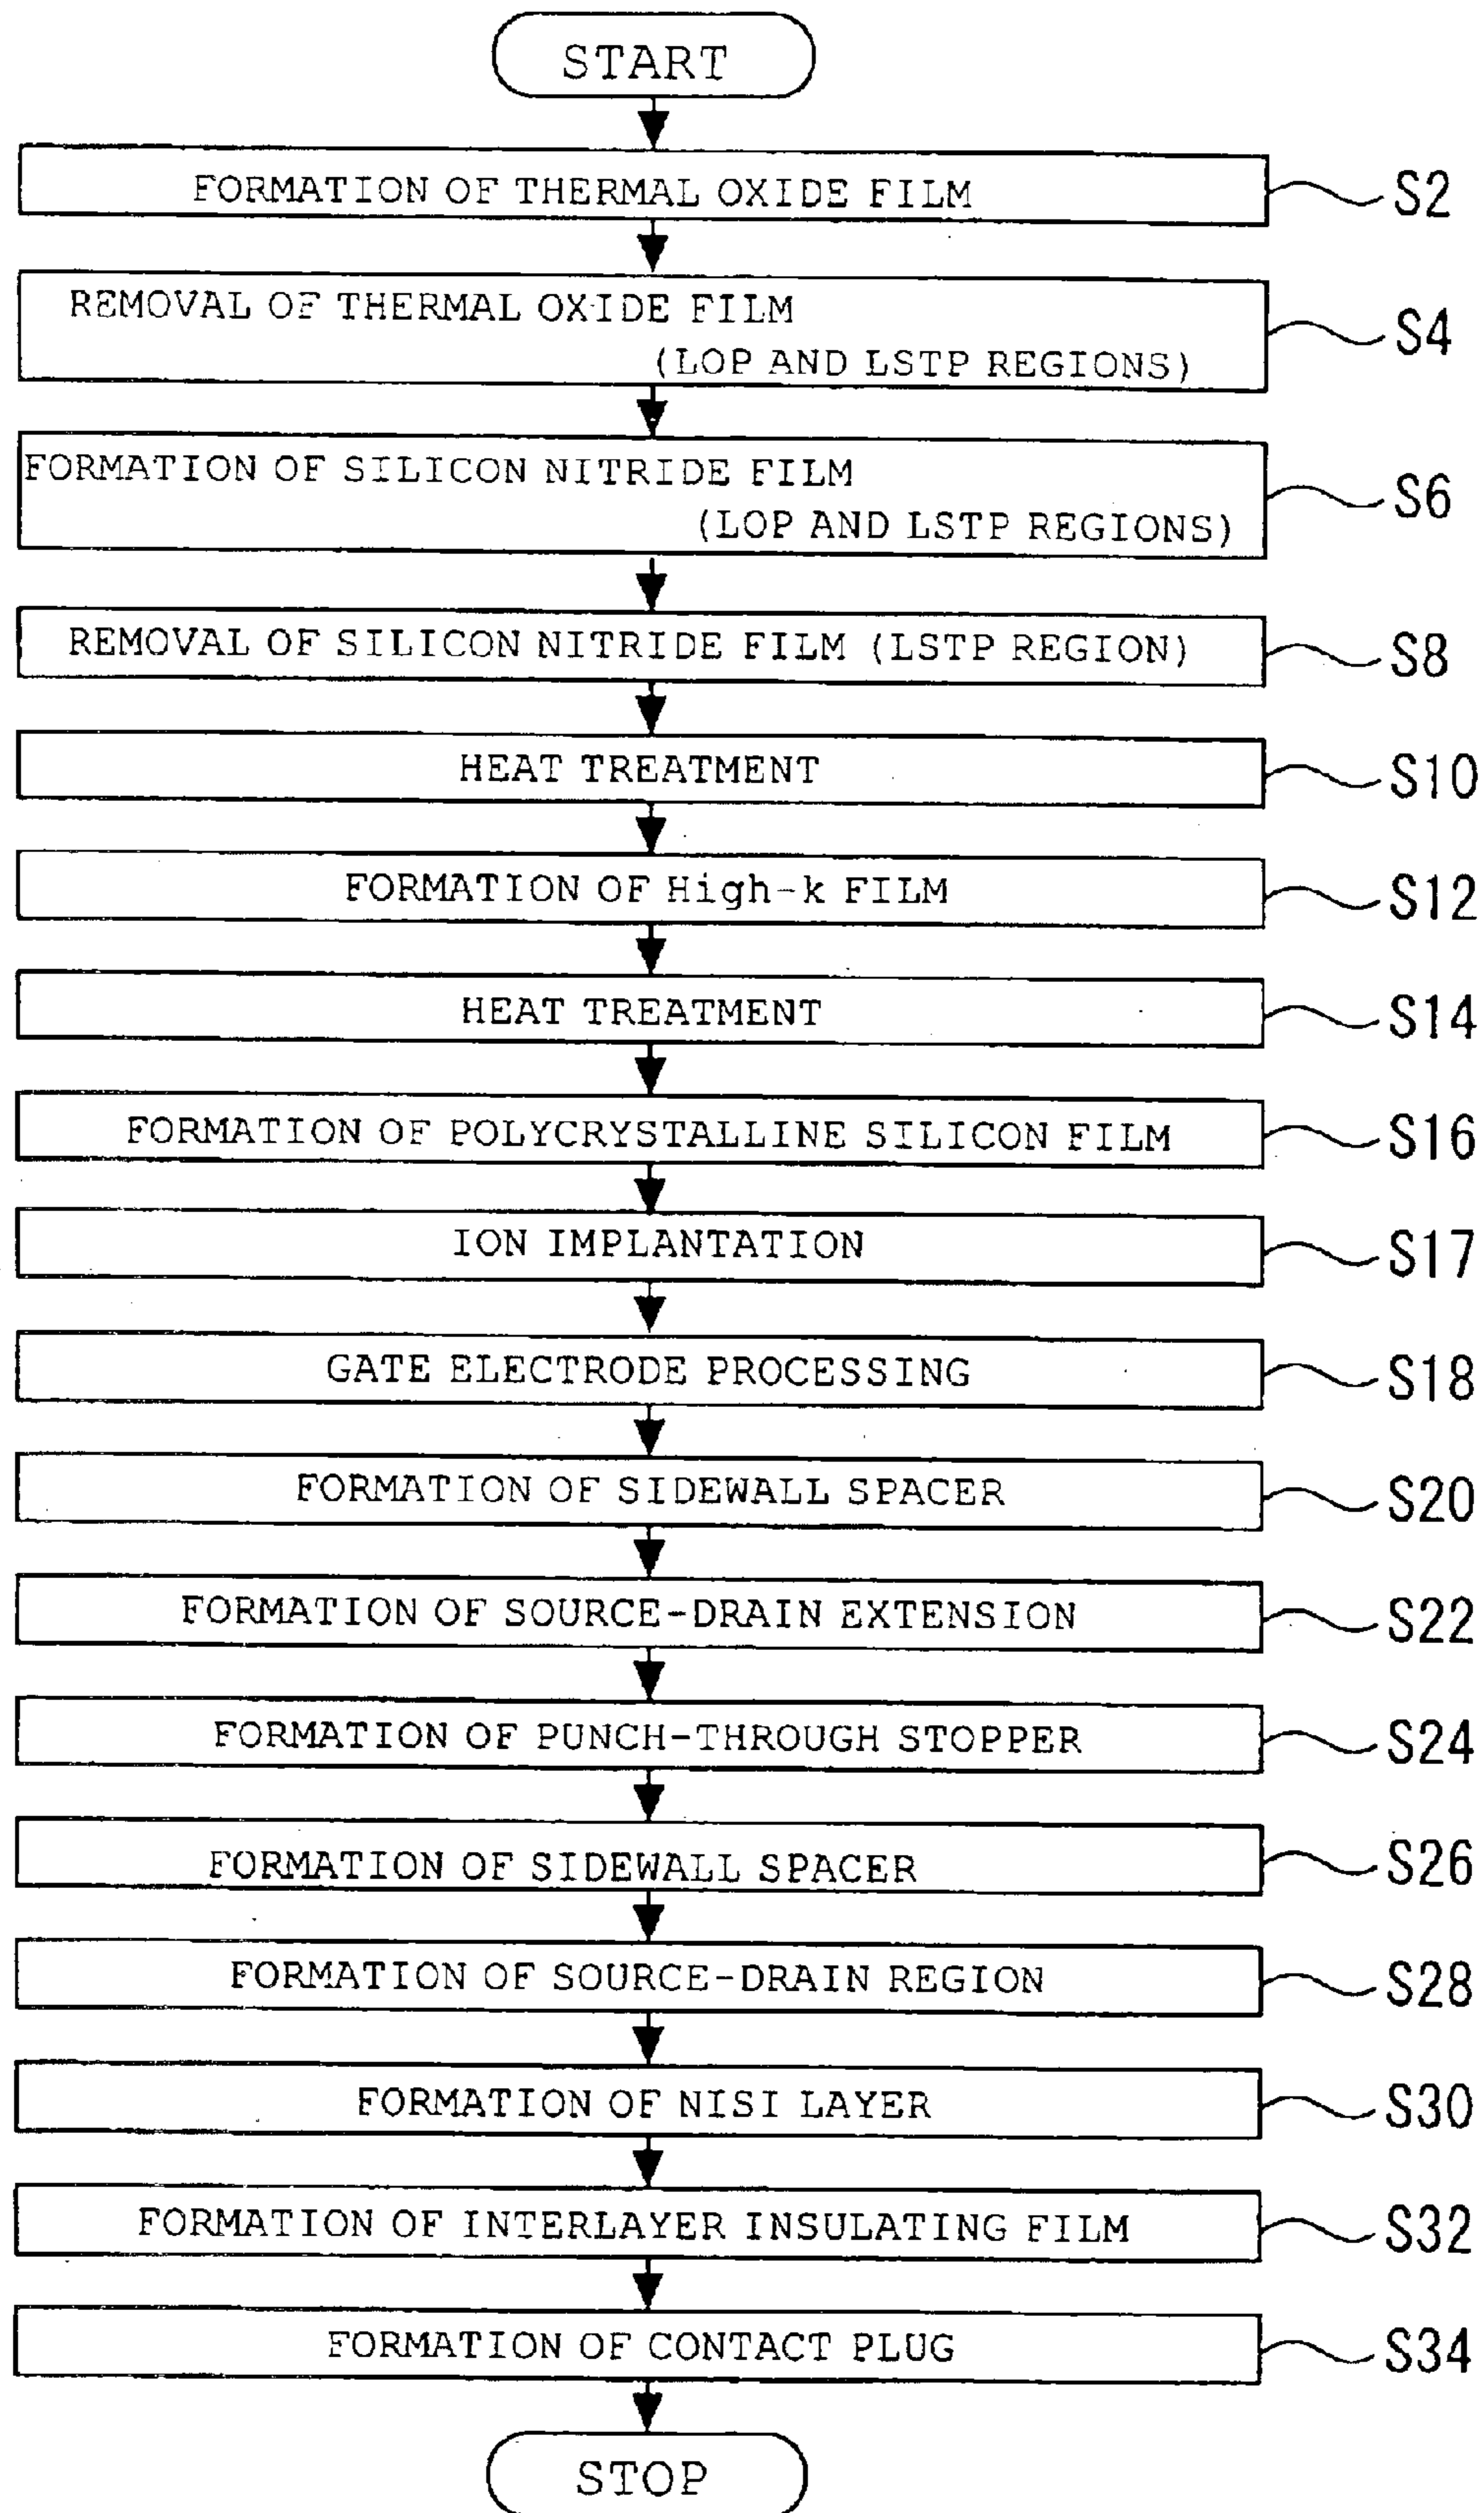 START
FORMATION OF THERMAL OXIDE FILM
S2
REMOVAL OF THERMAL OXIDE FILM
(LOP AND LSTP REGIONS)
S4
FORMATION OF SILICON NITRIDE FILM
(LOP AND LSTP REGIONS)
S6
REMOVAL OF SILICON NITRIDE FILM (LSTP REGION)
S8
HEAT TREATMENT
S10
FORMATION OF High-k FILM
S12
HEAT TREATMENT
S14
FORMATION OF POLYCRYSTALLINE SILICON FILM
S16
ION IMPLANTATION
S17
GATE ELECTRODE PROCESSING
S18
FORMATION OF SIDEWALL SPACER
S20
FORMATION OF SOURCE-DRAIN EXTENSION
S22
FORMATION OF PUNCH-THROUGH STOPPER
S24
FORMATION OF SIDEWALL SPACER
S26
FORMATION OF SOURCE-DRAIN REGION
S28
FORMATION OF NISI LAYER
S30
FORMATION OF INTERLAYER INSULATING FILM
S32
FORMATION OF CONTACT PLUG
S34
STOP